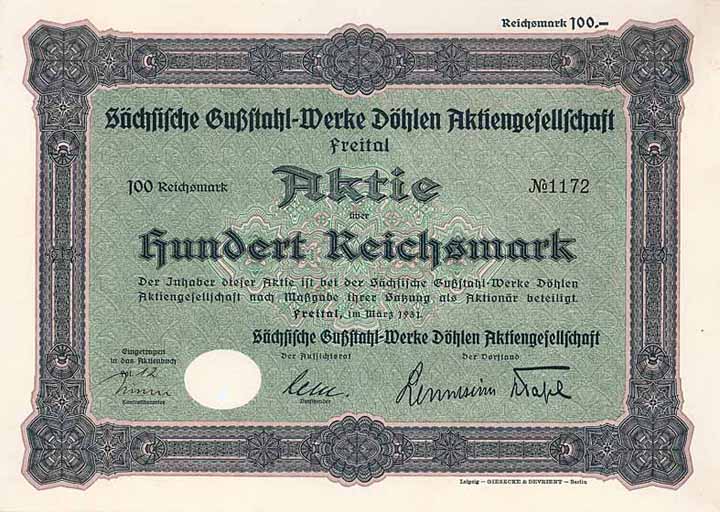 Reichsmark 100.—
Sächsische Gußstahl-Werke Döhlen Aktiengesellschaft
Freital
Aktie
100 Reichsmark
№1172
über
Hundert Reichsmark
Der Inhaber dieser Aktie ist bei der Sächsische Gußstahl-Werke Döhlen
Aktiengesellschaft nach Maßgabe ihrer Satzung als Aktionär beteiligt.
Freital, im März 1931.
Sächsische Gußstahl-Werke Döhlen Aktiengesellschaft
Eingetragen
in das Aktienbuch
Der Aufsichtsrat
Der Vorstand
Kontrollbeamter
Vorsitzender
Leipzig — GIESECKE & DEVRIENT — Berlin